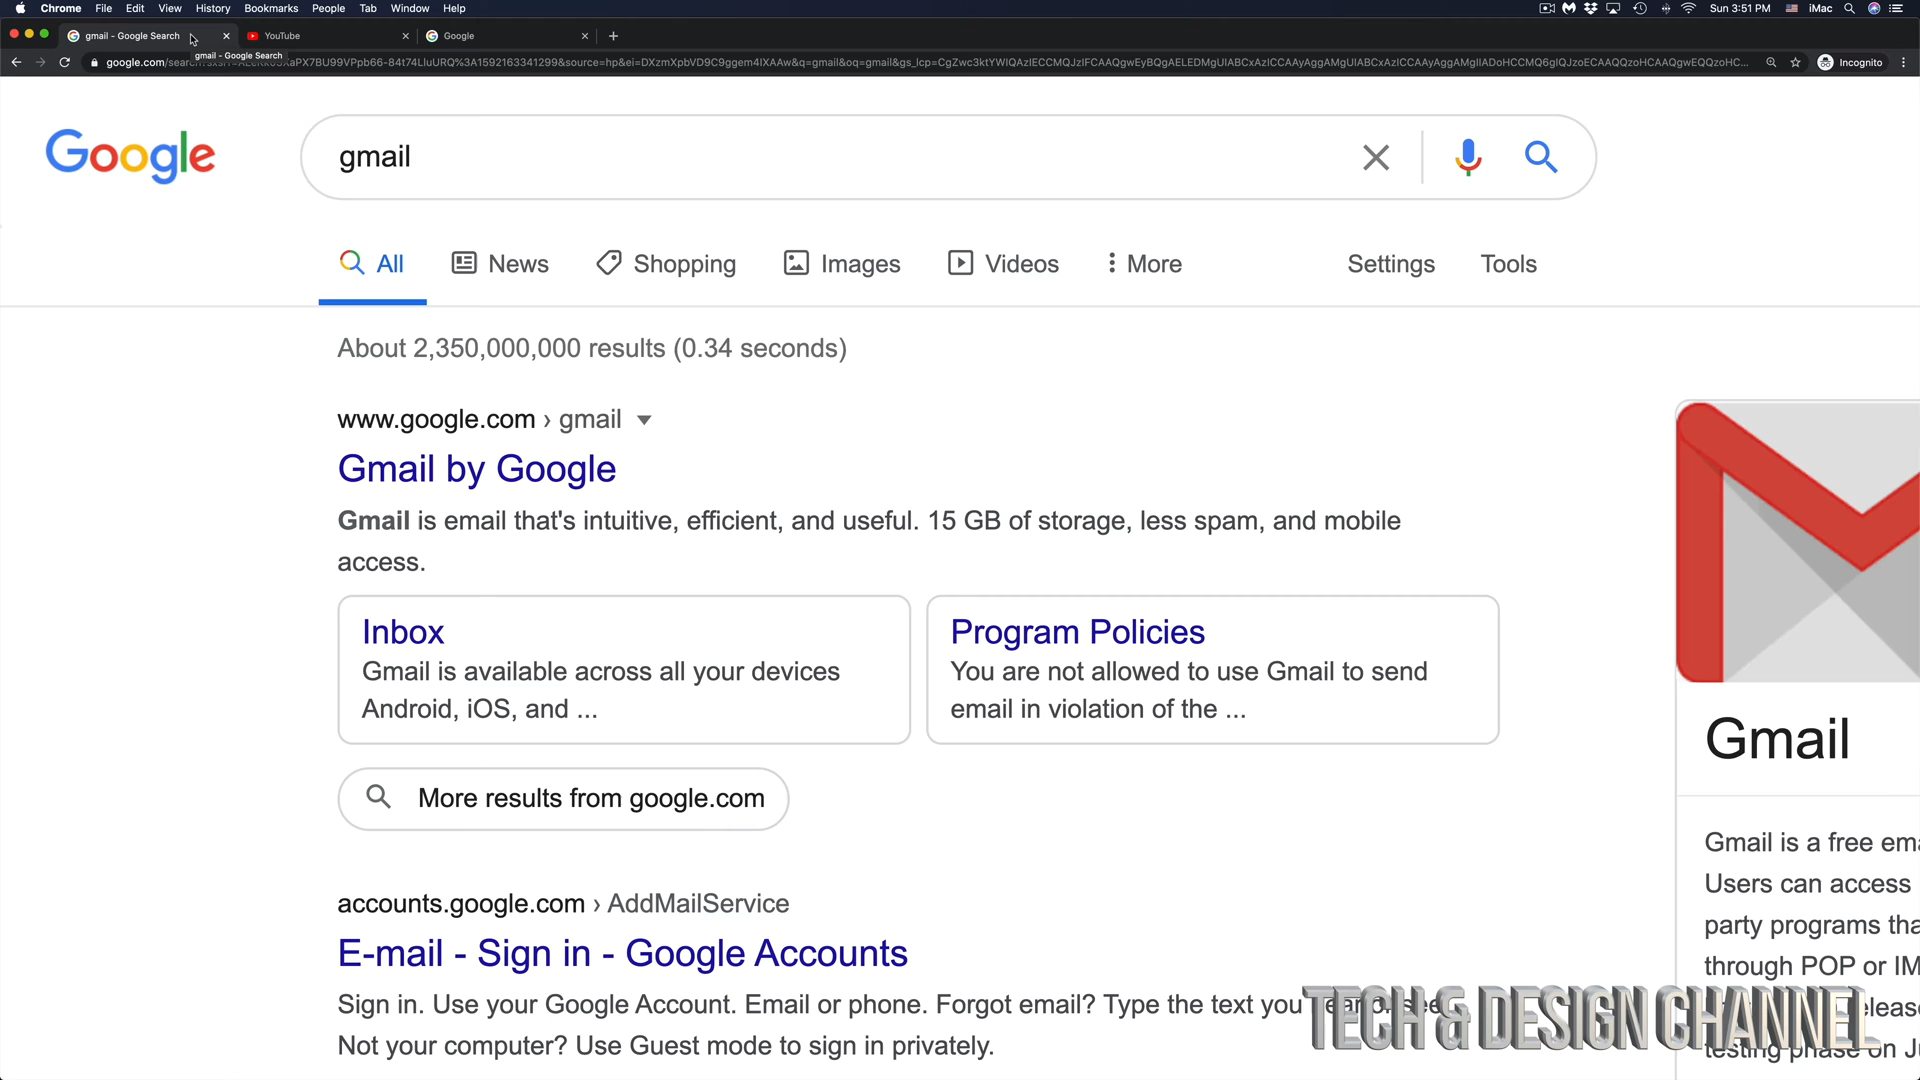 Chrome File Edit View History Bookmarks People Tab Window Help
Sun 3:51 PM iMac
gmail - Google Search
YouTube
Google
gmail - Google Search
Incognito
Google
gmail
All
News
Shopping
Images
Videos
More
Settings
Tools
About 2,350,000,000 results (0.34 seconds)
www.google.com › gmail
Gmail by Google
Gmail is email that's intuitive, efficient, and useful. 15 GB of storage, less spam, and mobile
access.
Inbox
Gmail is available across all your devices
Android, iOS, and ...
Program Policies
You are not allowed to use Gmail to send
email in violation of the ...
More results from google.com
accounts.google.com › AddMailService
E-mail - Sign in - Google Accounts
Sign in. Use your Google Account. Email or phone. Forgot email? Type the text you
Not your computer? Use Guest mode to sign in privately.
Gmail
Gmail is a free
Users can access
party programs
through POP or
testing phase on
TECH & DESIGN CHANNEL